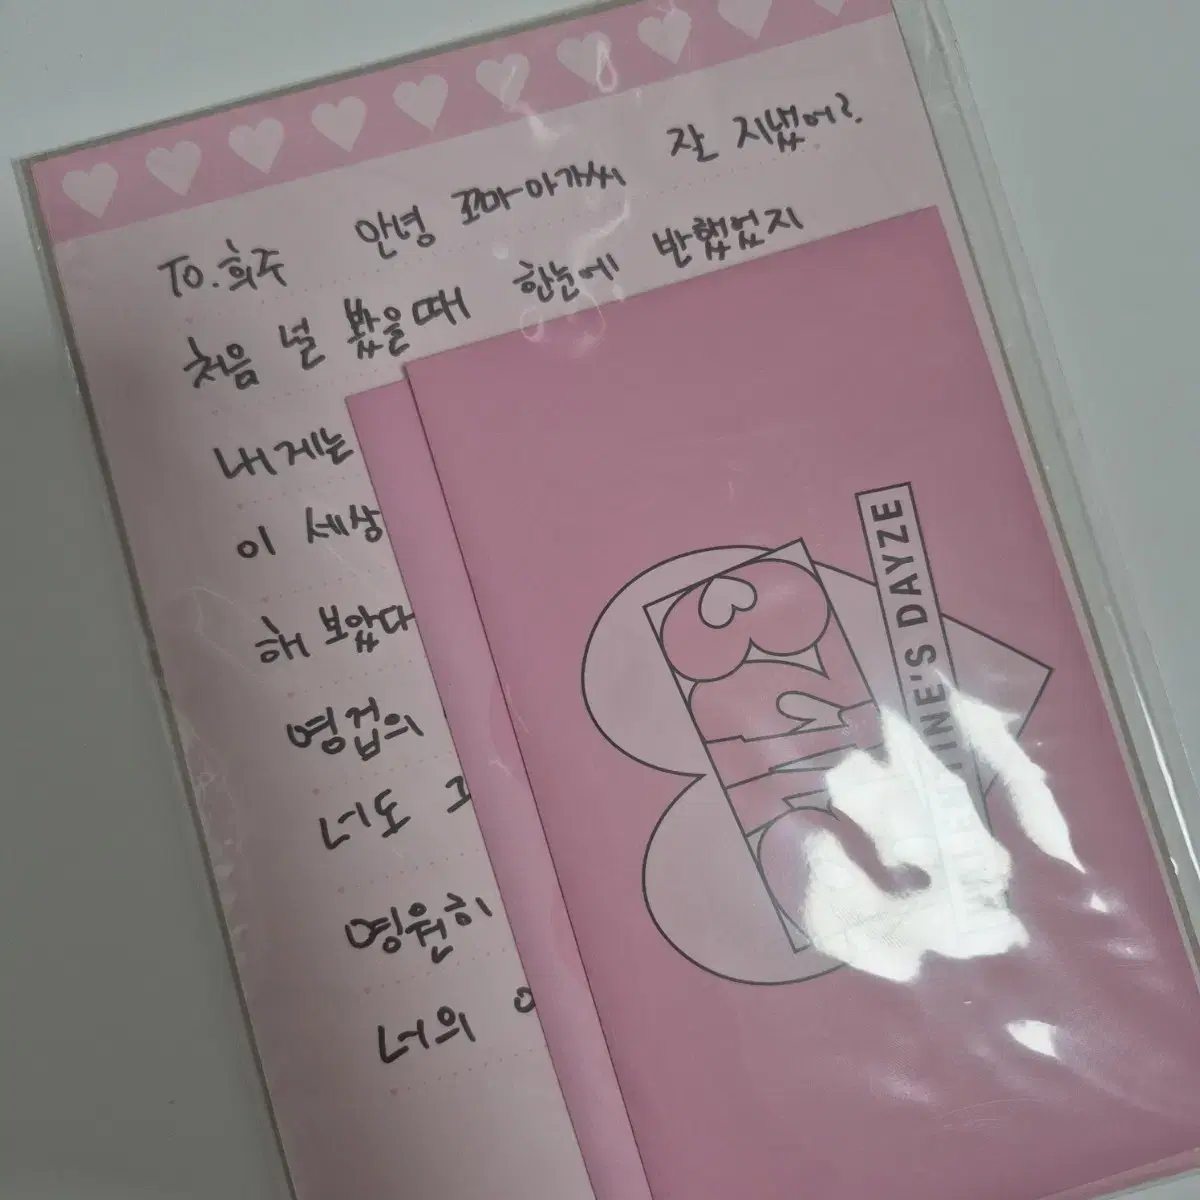 To.희주 안녕 꼬마아가씨 잘 지냈어?
처음 널 봤을때 한눈에 반했었지
내게는
이 세상
해 보았다
영겁의
너도
영원히
너의
TINE'S DAYZE